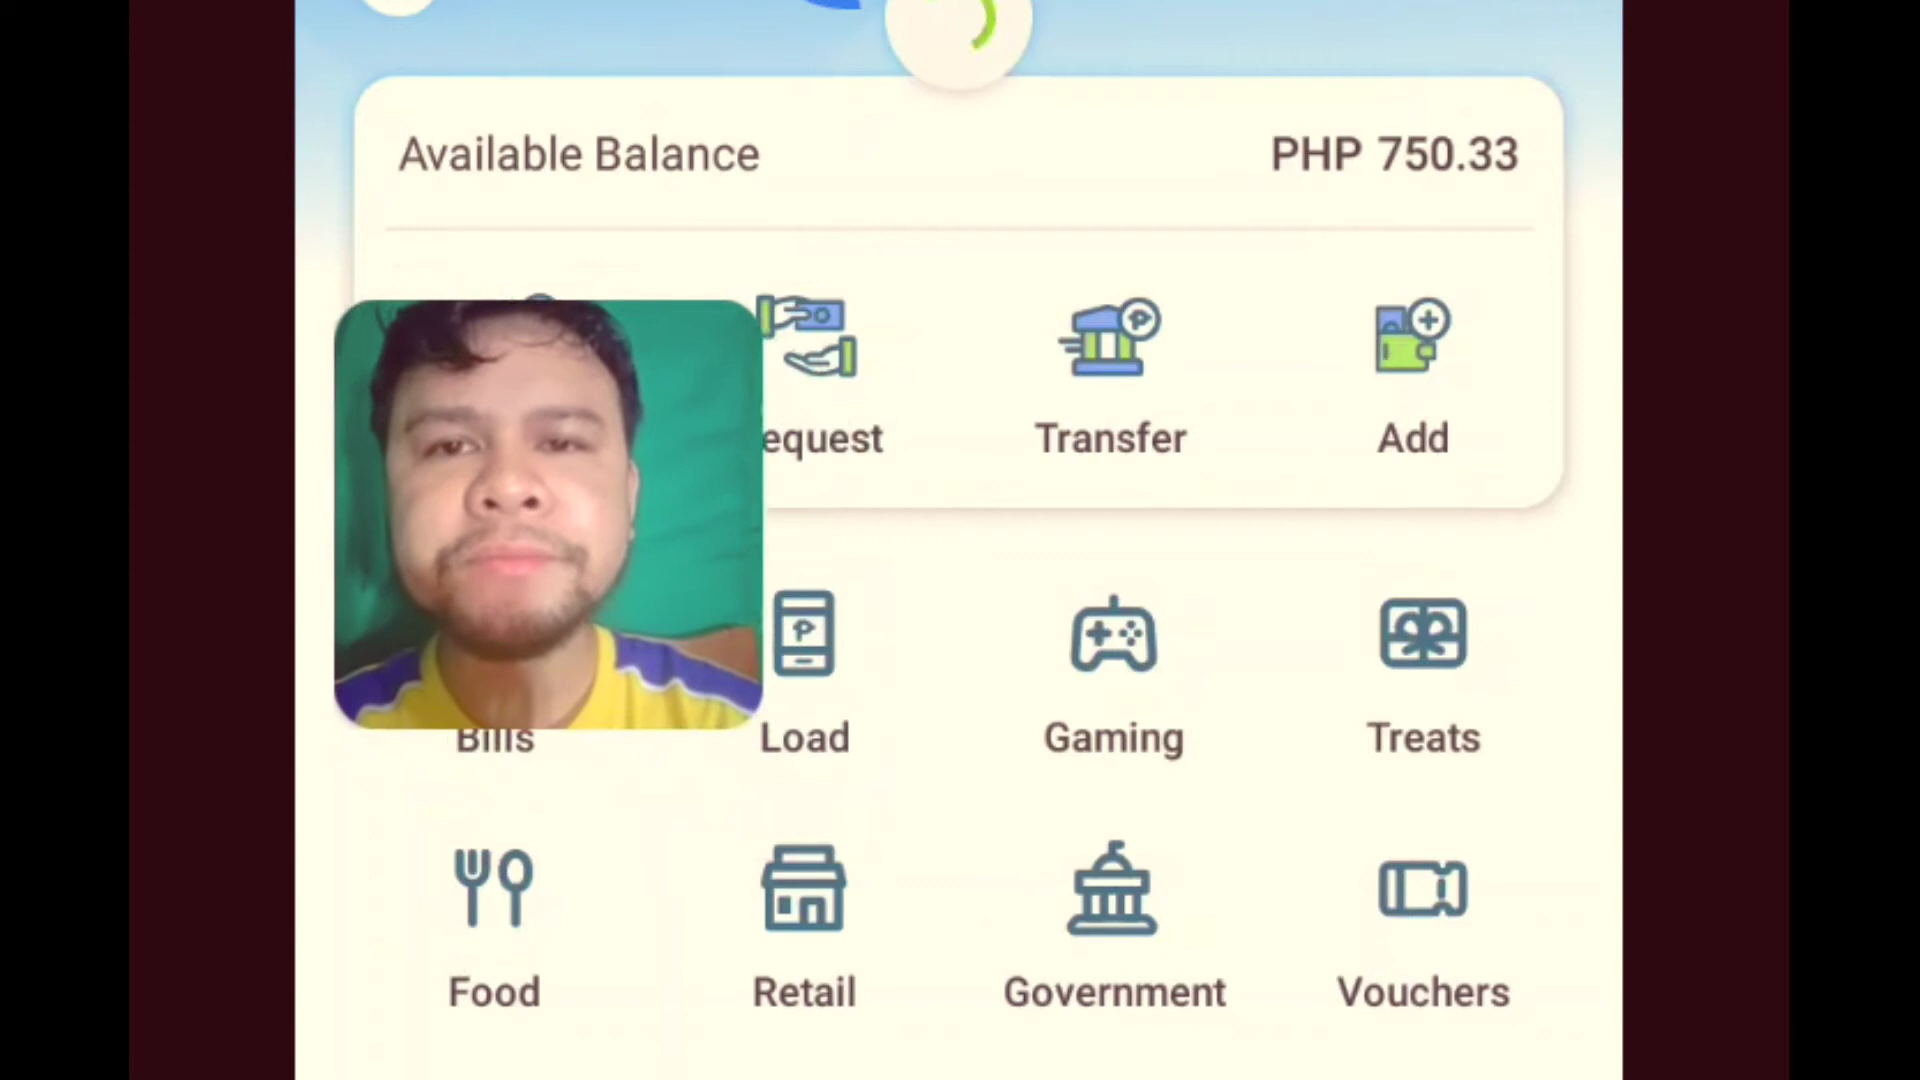 Available Balance PHP 750.33
equest Transfer Add
Bills Load Gaming Treats
Food Retail Government Vouchers